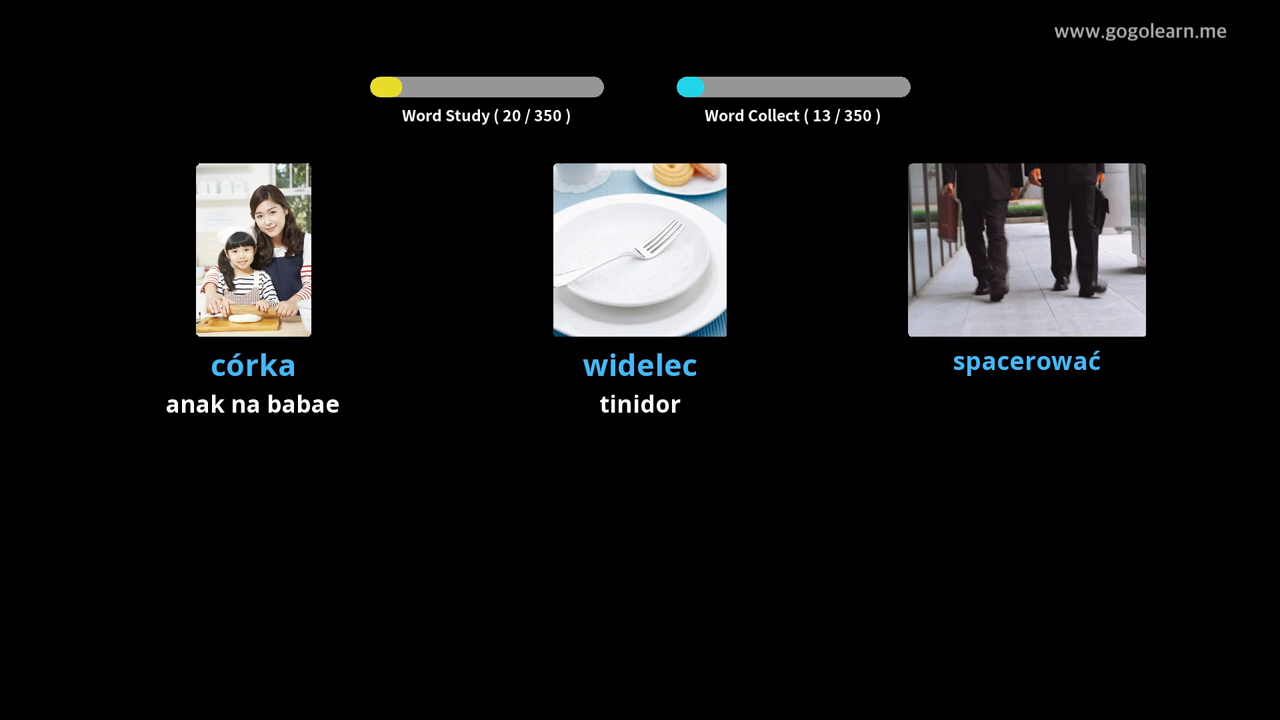 www.gogolearn.me
Word Study ( 20 / 350 )
Word Collect ( 13 / 350 )
córka
anak na babae
widelec
tinidor
spacerować